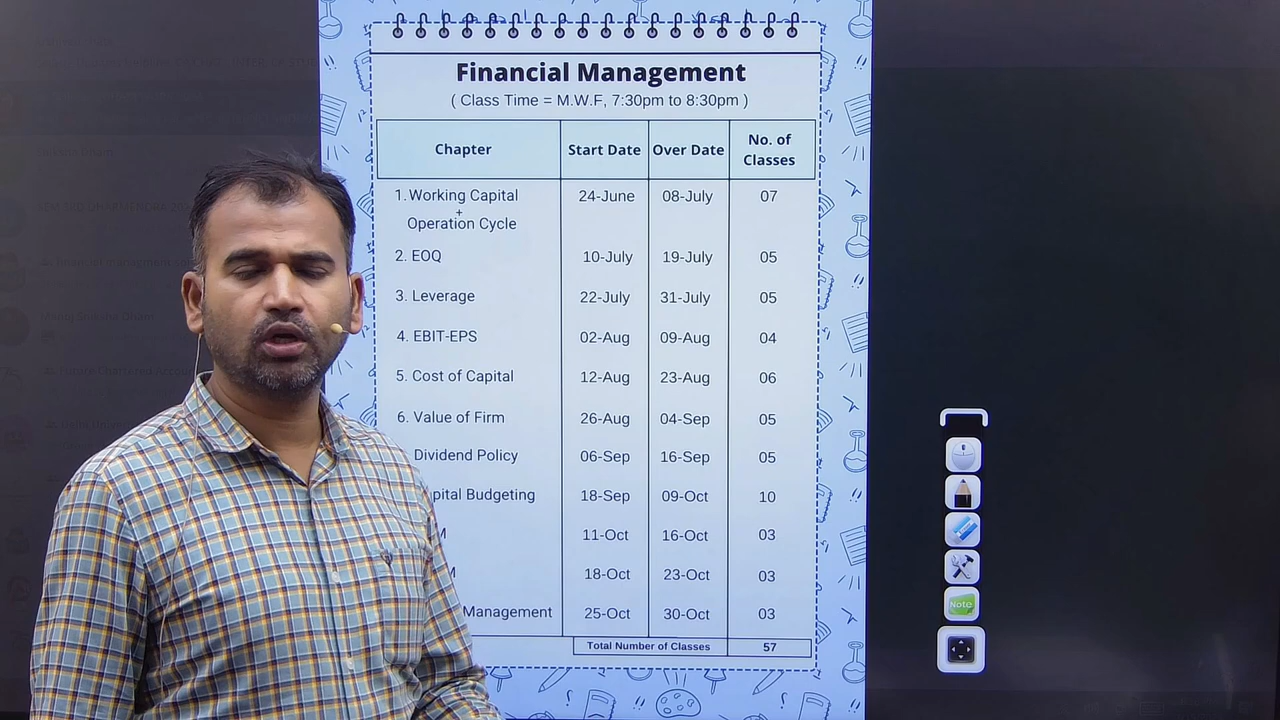 Financial Management
( Class Time = M.W.F, 7:30pm to 8:30pm )
Chapter Start Date Over Date No. of Classes
1. Working Capital 24-June 08-July 07
+
Operation Cycle
2. EOQ 10-July 19-July 05
3. Leverage 22-July 31-July 05
4. EBIT-EPS 02-Aug 09-Aug 04
5. Cost of Capital 12-Aug 23-Aug 06
6. Value of Firm 26-Aug 04-Sep 05
Dividend Policy 06-Sep 16-Sep 05
pital Budgeting 18-Sep 09-Oct 10
M 11-Oct 16-Oct 03
M 18-Oct 23-Oct 03
Management 25-Oct 30-Oct 03
Total Number of Classes 57
Note